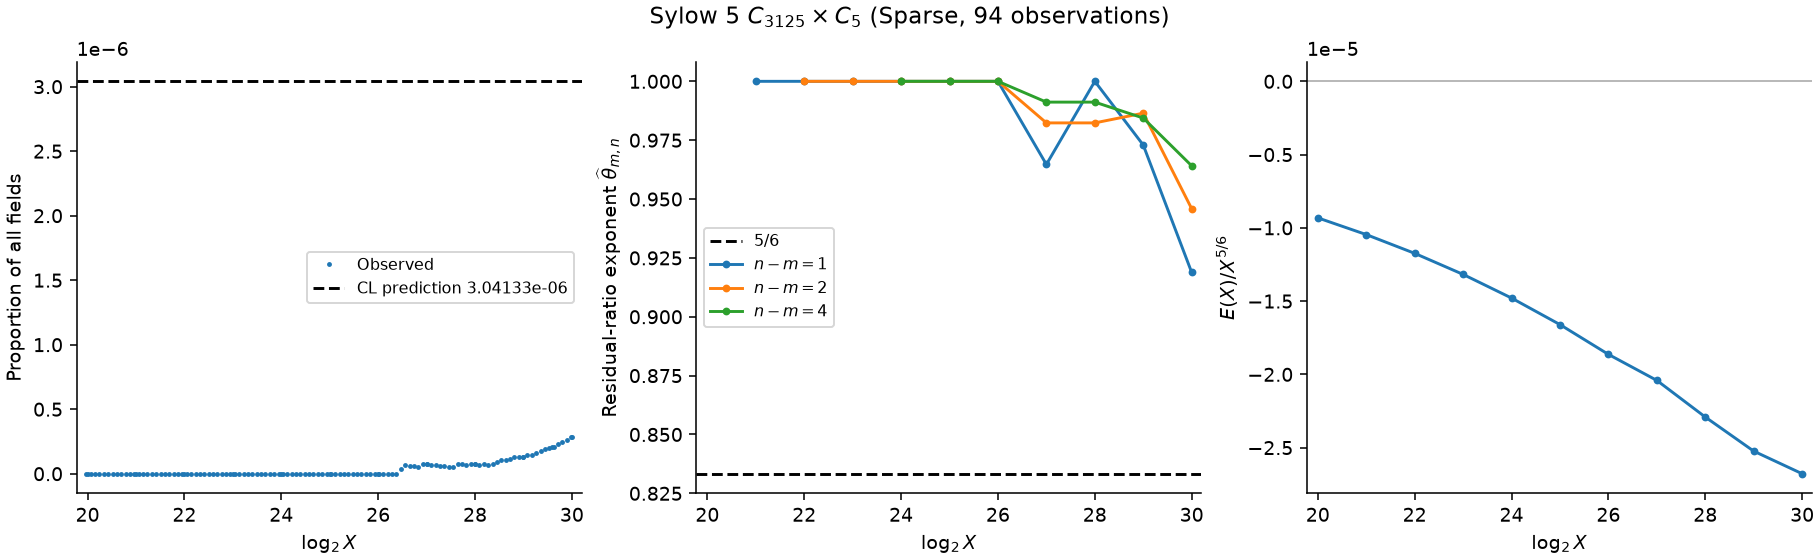 Sylow 5 C₃₁₂₅ × C₅ (Sparse, 94 observations)
1e−6
3.0
2.5
2.0
1.5
1.0
0.5
0.0
Proportion of all fields
Observed
CL prediction 3.04133e-06
20 22 24 26 28 30
log₂ X
1.000
0.975
0.950
0.925
0.900
0.875
0.850
0.825
Residual-ratio exponent θ̂ₘ,ₙ
5/6
n − m = 1
n − m = 2
n − m = 4
20 22 24 26 28 30
log₂ X
1e−5
0.0
−0.5
−1.0
−1.5
−2.0
−2.5
E(X)/X⁵ᐟ⁶
20 22 24 26 28 30
log₂ X